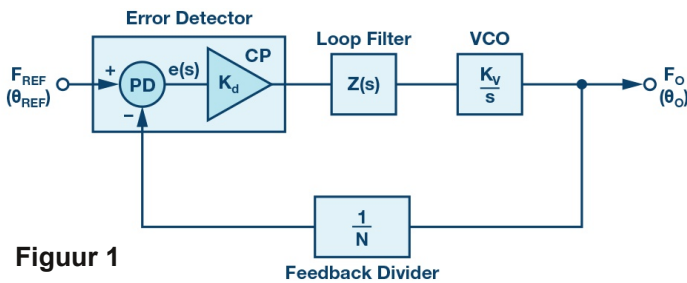 Error Detector
CP
Loop Filter
VCO
F_REF
(θ_REF)
+
PD
e(s)
K_d
Z(s)
K_v
s
F_O
(θ_O)
−
1
N
Figuur 1
Feedback Divider